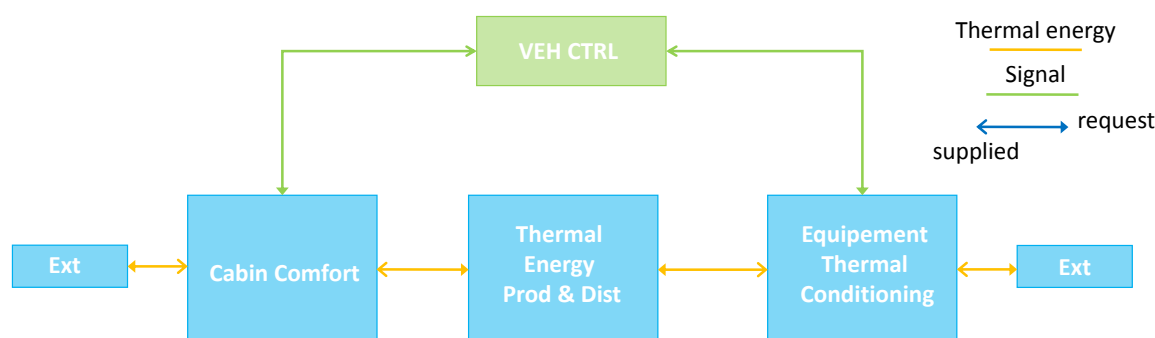 VEH CTRL
Thermal energy
Signal
request
supplied
Ext
Cabin Comfort
Thermal
Energy
Prod & Dist
Equipement
Thermal
Conditioning
Ext